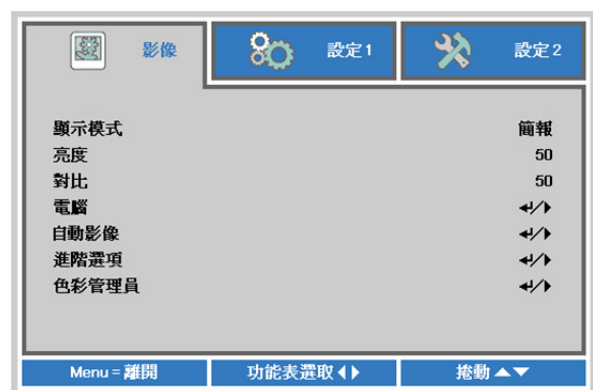 影像 設定1 設定2
顯示模式 簡報
亮度 50
對比 50
電腦 ↵/▶
自動影像 ↵/▶
進階選項 ↵/▶
色彩管理員 ↵/▶
Menu = 離開 功能表選取◀▶ 捲動▲▼